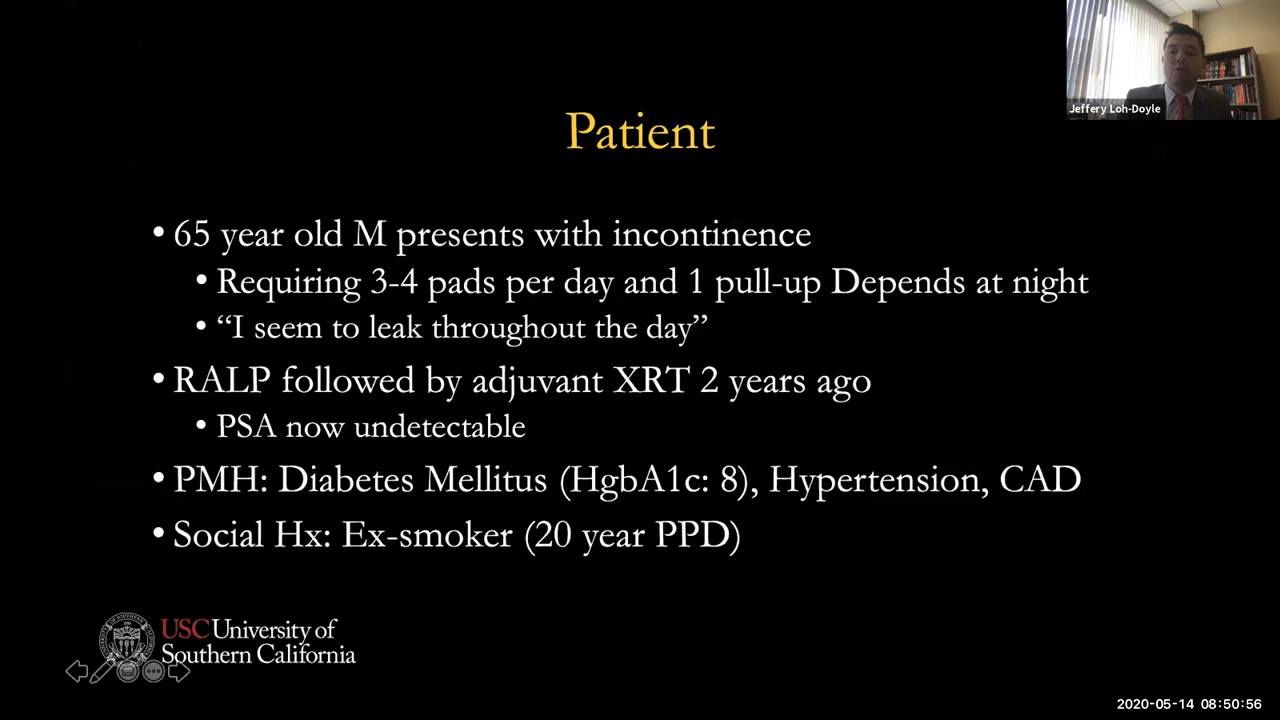 Jeffery Loh-Doyle
Patient
• 65 year old M presents with incontinence
• Requiring 3-4 pads per day and 1 pull-up Depends at night
• “I seem to leak throughout the day”
• RALP followed by adjuvant XRT 2 years ago
• PSA now undetectable
• PMH: Diabetes Mellitus (HgbA1c: 8), Hypertension, CAD
• Social Hx: Ex-smoker (20 year PPD)
USC University of
Southern California
2020-05-14 08:50:56